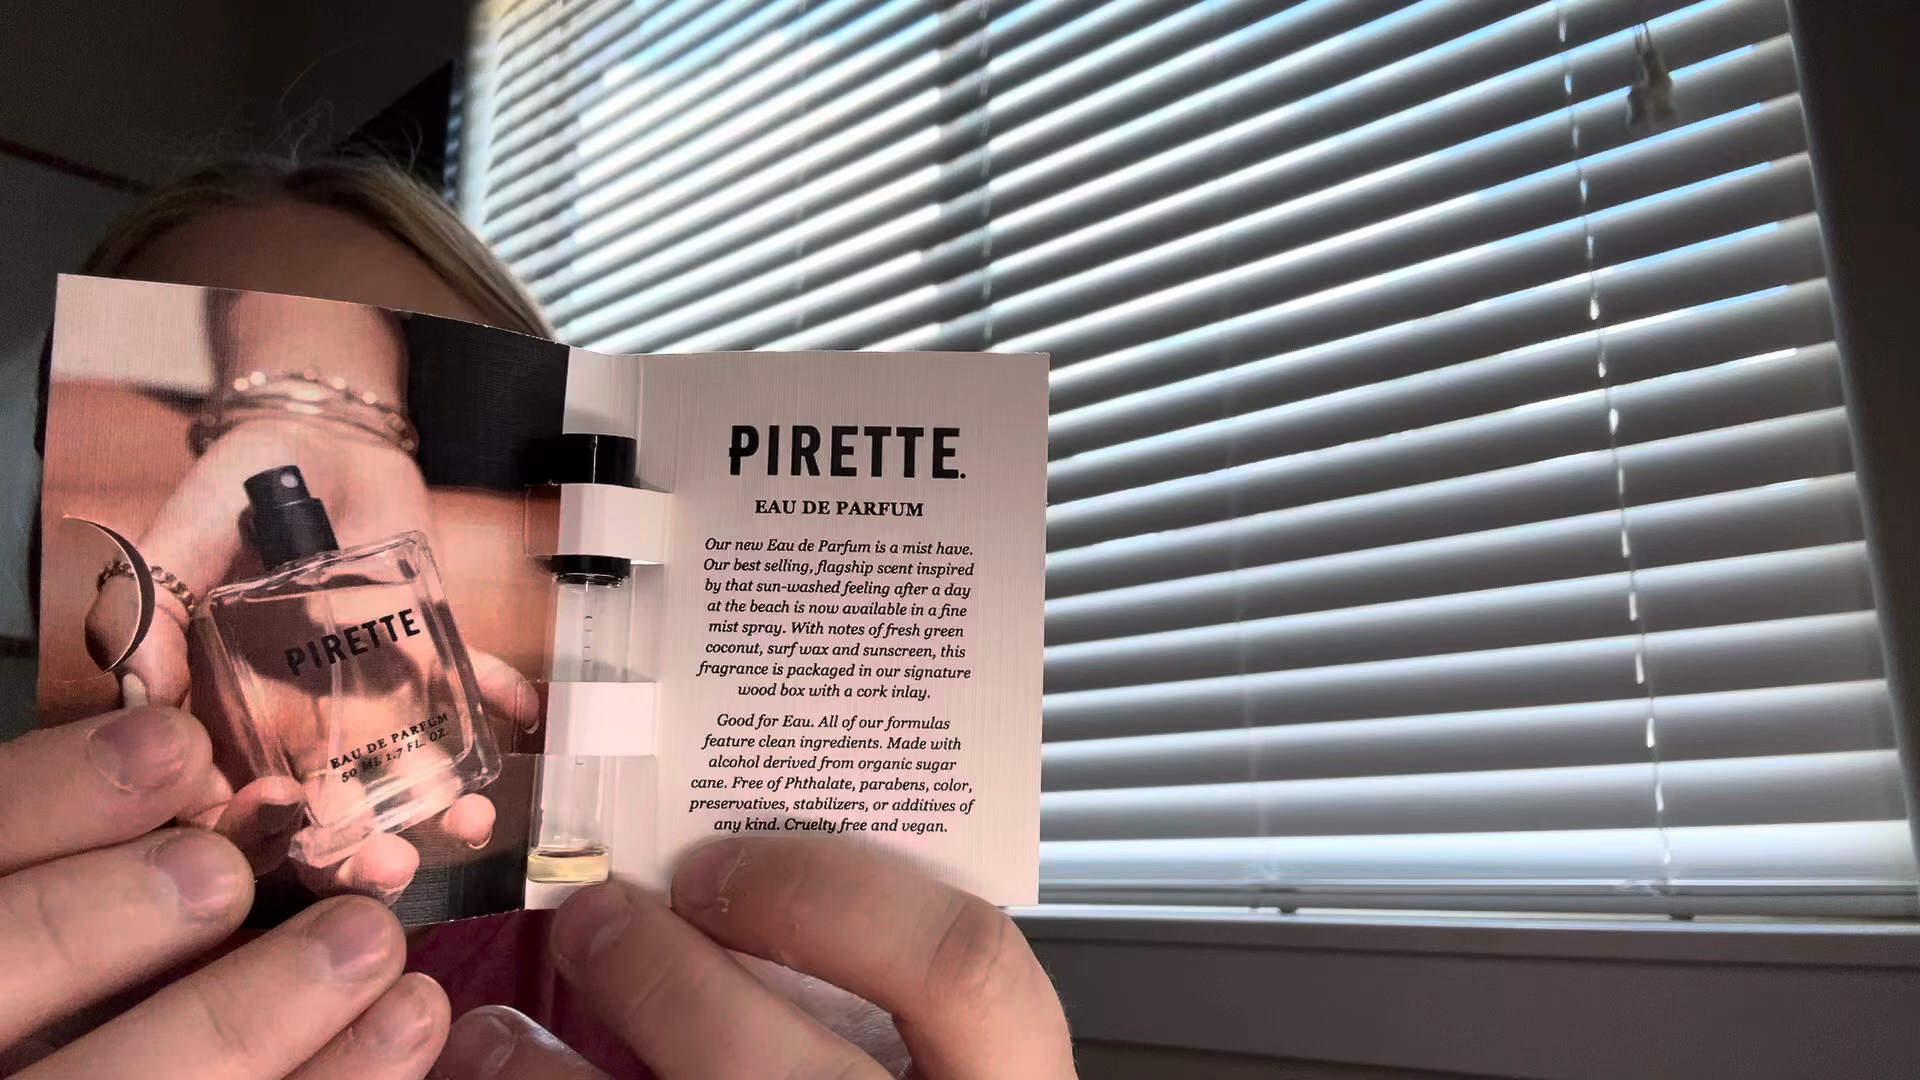 PIRETTE
EAU DE PARFUM
50 ML 1.7 FL. OZ.
PIRETTE.
EAU DE PARFUM
Our new Eau de Parfum is a mist have.
Our best selling, flagship scent inspired
by that sun-washed feeling after a day
at the beach is now available in a fine
mist spray. With notes of fresh green
coconut, surf wax and sunscreen, this
fragrance is packaged in our signature
wood box with a cork inlay.
Good for Eau. All of our formulas
feature clean ingredients. Made with
alcohol derived from organic sugar
cane. Free of Phthalate, parabens, color,
preservatives, stabilizers, or additives of
any kind. Cruelty free and vegan.